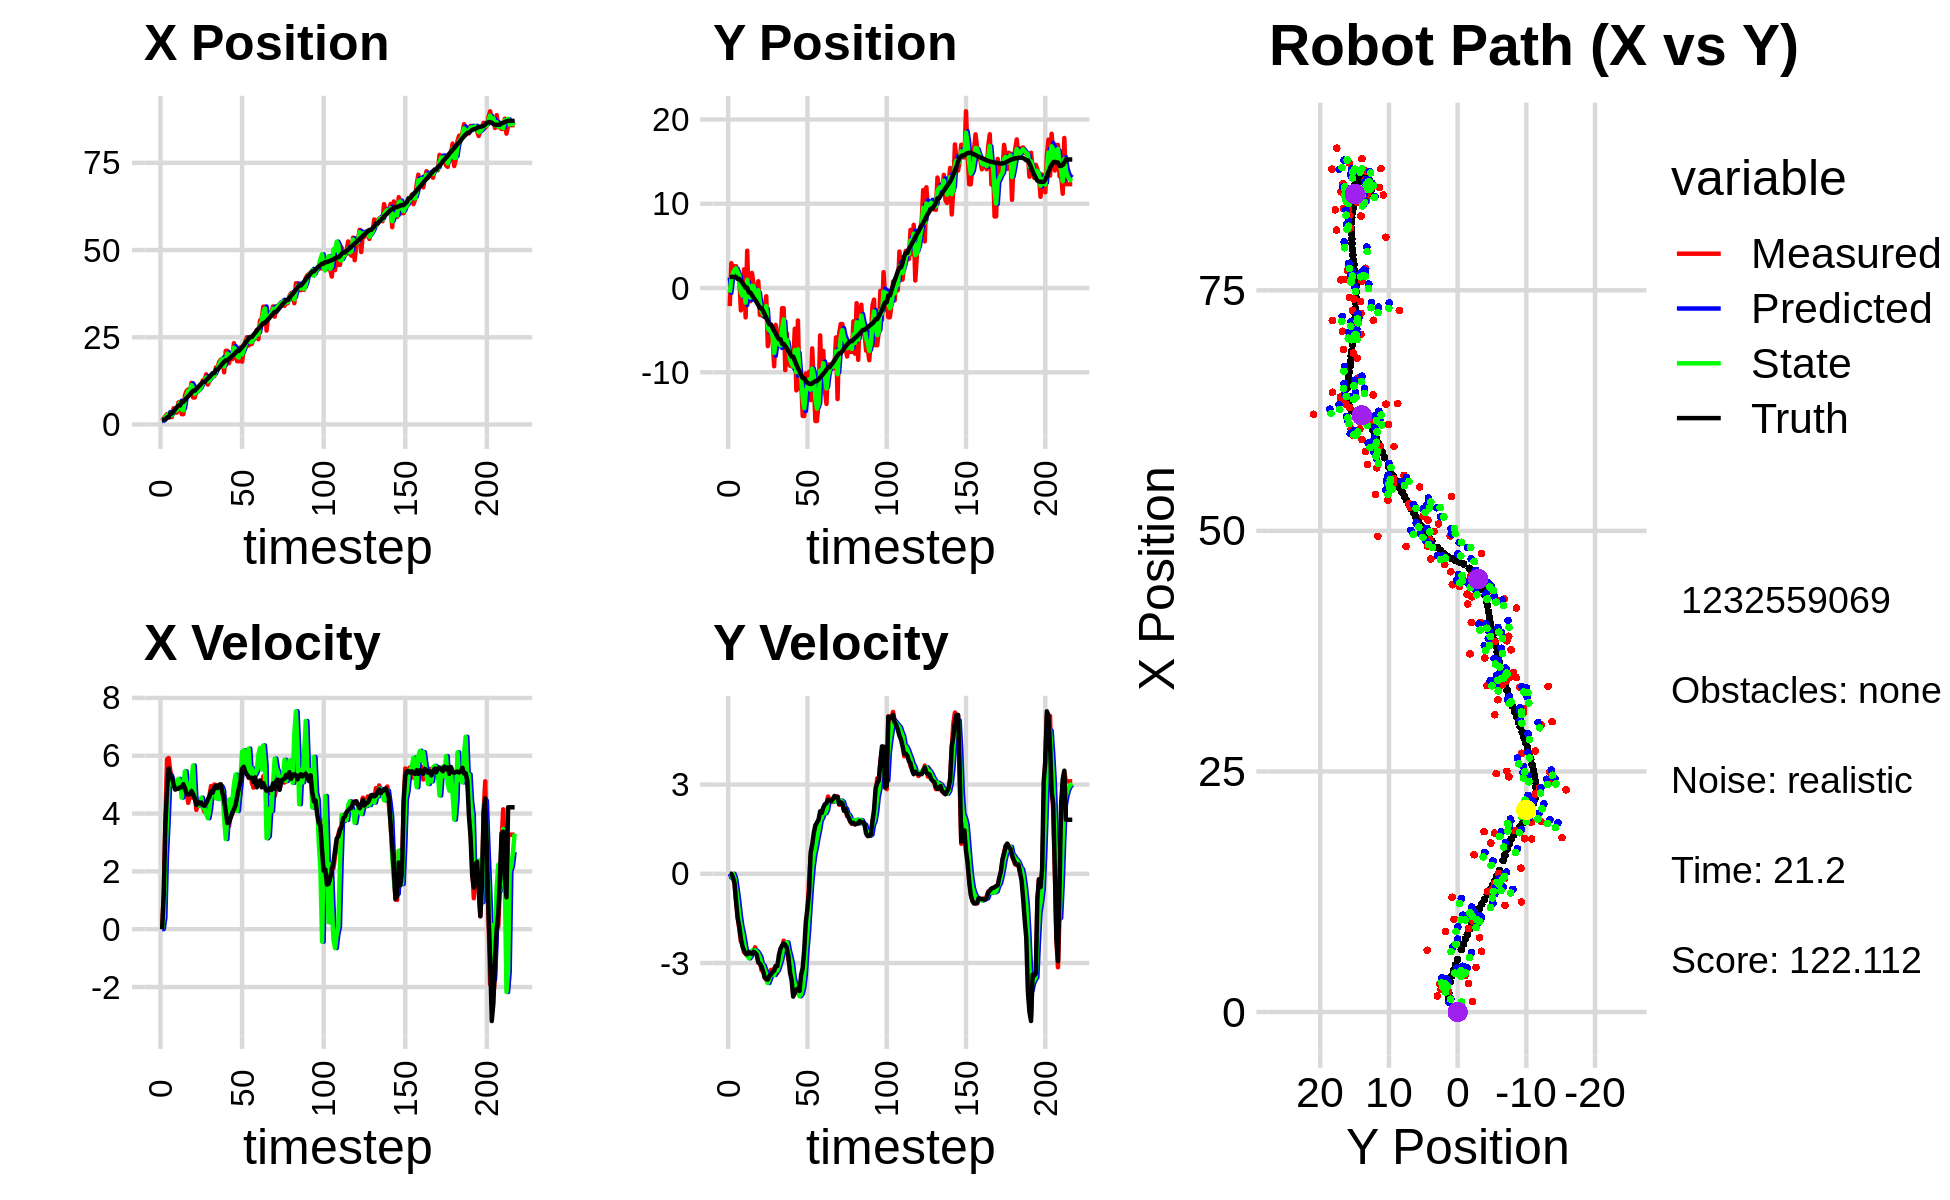 X Position
75
50
25
0
0 50 100 150 200
timestep
Y Position
20
10
0
-10
0 50 100 150 200
timestep
X Velocity
8
6
4
2
0
-2
0 50 100 150 200
timestep
Y Velocity
3
0
-3
0 50 100 150 200
timestep
Robot Path (X vs Y)
X Position
75
50
25
0
20 10 0 -10 -20
Y Position
variable
Measured
Predicted
State
Truth
1232559069
Obstacles: none
Noise: realistic
Time: 21.2
Score: 122.112